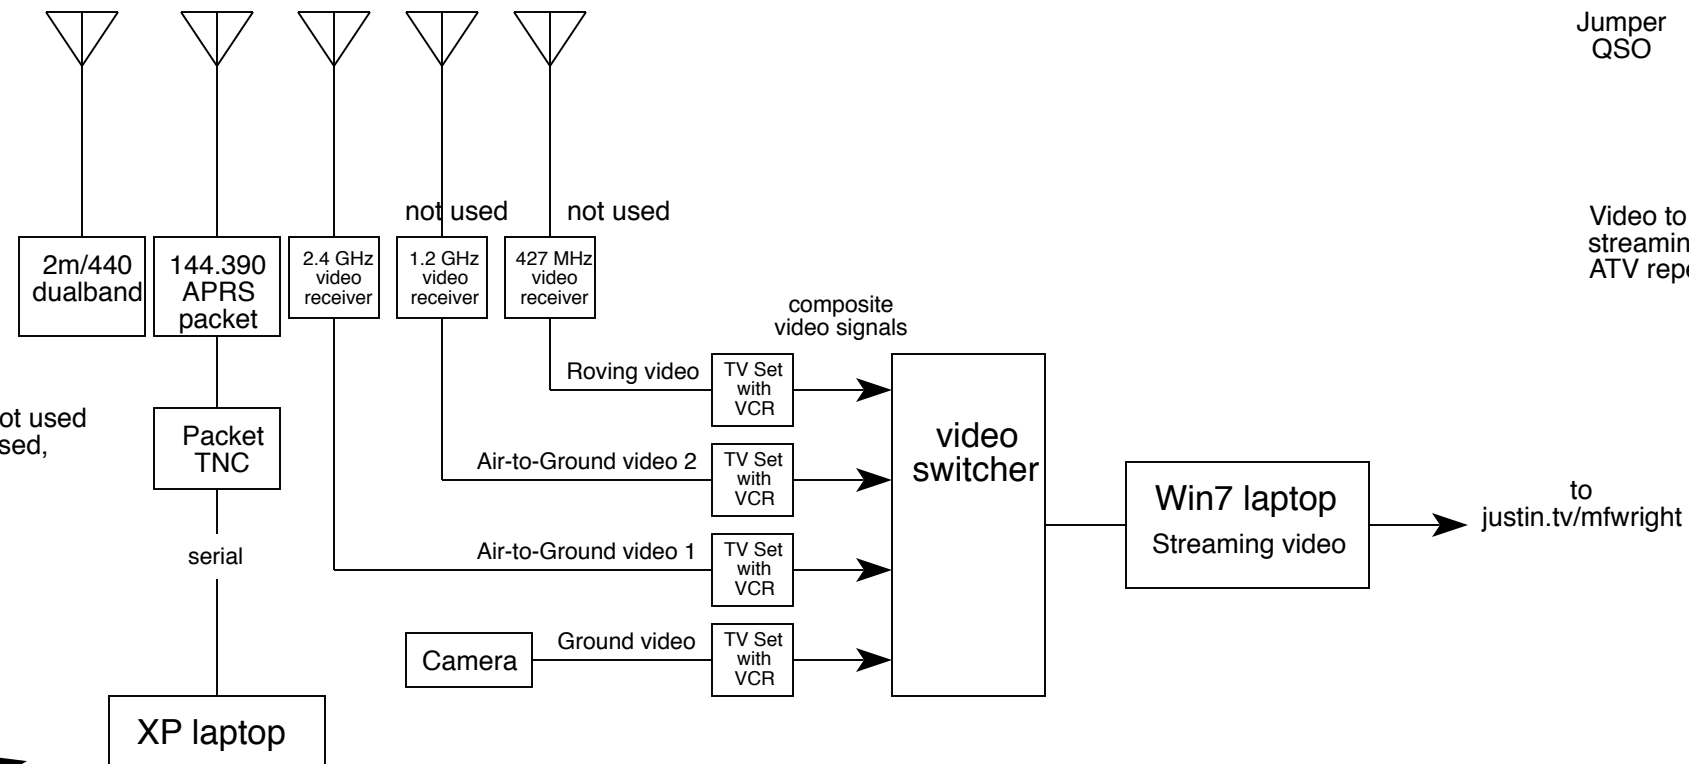 Jumper
QSO
not used
not used
Video to
2m/440
dualband
144.390
APRS
packet
2.4 GHz
video
receiver
1.2 GHz
video
receiver
427 MHz
video
receiver
composite
video signals
Roving video
TV Set
with
VCR
used
Packet
TNC
video
switcher
Air-to-Ground video 2
TV Set
with
VCR
Win7 laptop
Streaming video
to
justin.tv/mfwright
serial
Air-to-Ground video 1
TV Set
with
VCR
Camera
Ground video
TV Set
with
VCR
XP laptop
ATV